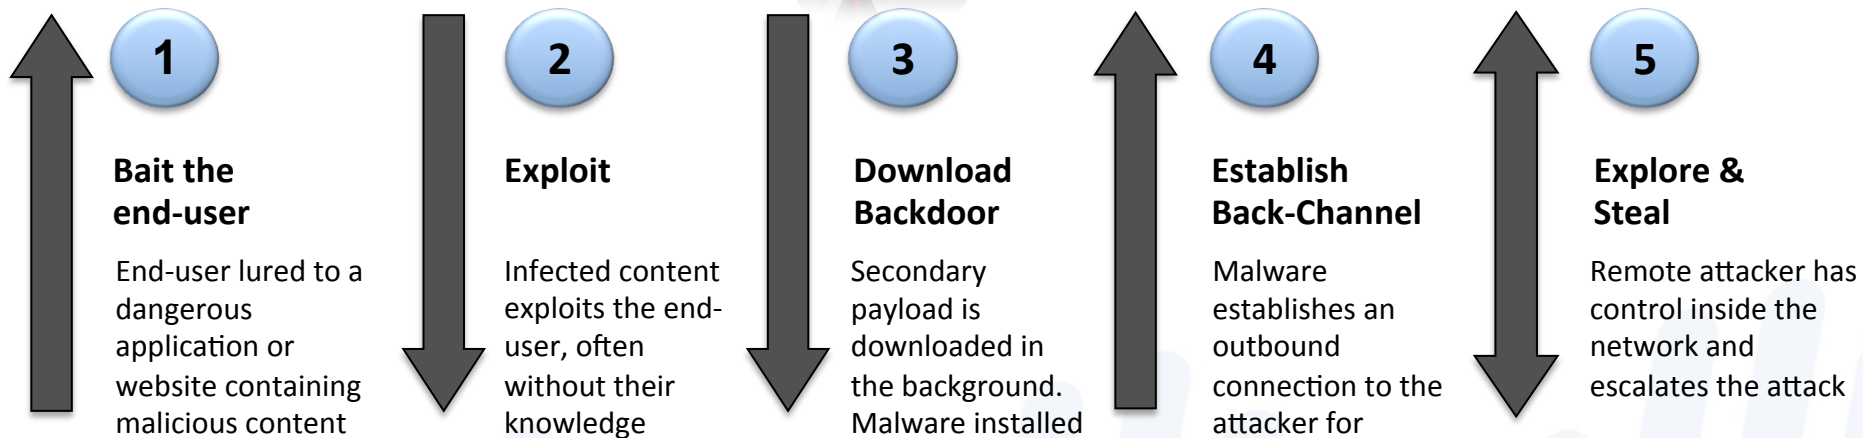 1
Bait the
end-user
End-user lured to a
dangerous
application or
website containing
malicious content
2
Exploit
Infected content
exploits the end-
user, often
without their
knowledge
3
Download
Backdoor
Secondary
payload is
downloaded in
the background.
Malware installed
4
Establish
Back-Channel
Malware
establishes an
outbound
connection to the
attacker for
5
Explore &
Steal
Remote attacker has
control inside the
network and
escalates the attack